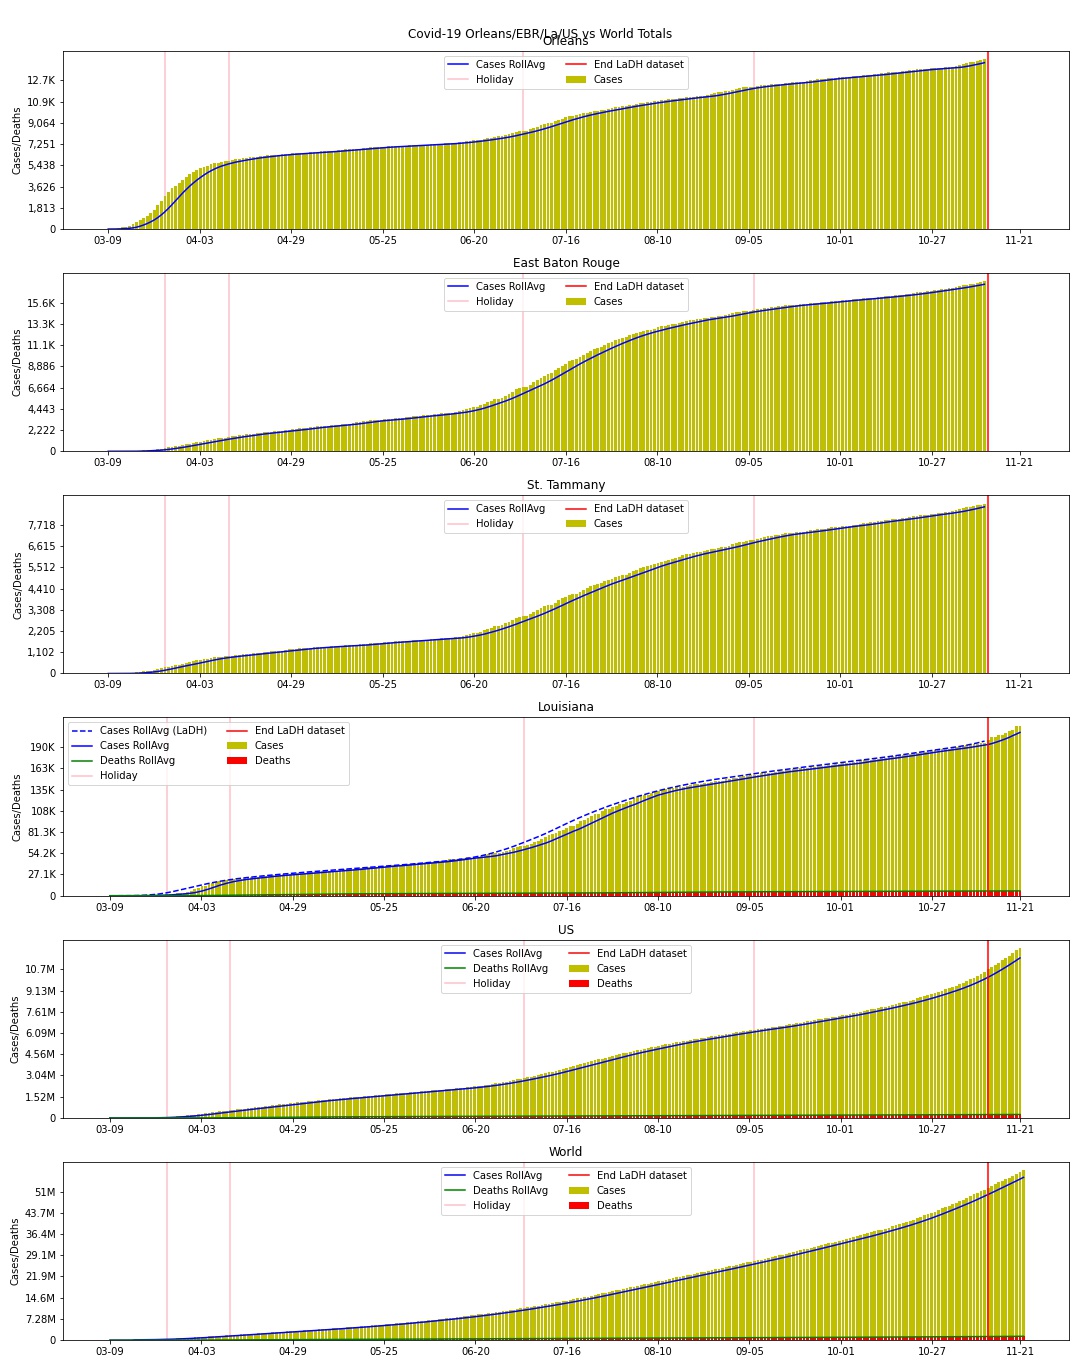 Covid-19 Orleans/EBR/La/US vs World Totals
Orleans
Cases RollAvg End LaDH dataset
Holiday Cases
Cases/Deaths
12.7K
10.9K
9,064
7,251
5,438
3,626
1,813
0
03-09 04-03 04-29 05-25 06-20 07-16 08-10 09-05 10-01 10-27 11-21
East Baton Rouge
Cases RollAvg End LaDH dataset
Holiday Cases
Cases/Deaths
15.6K
13.3K
11.1K
8,886
6,664
4,443
2,222
0
03-09 04-03 04-29 05-25 06-20 07-16 08-10 09-05 10-01 10-27 11-21
St. Tammany
Cases RollAvg End LaDH dataset
Holiday Cases
Cases/Deaths
7,718
6,615
5,512
4,410
3,308
2,205
1,102
0
03-09 04-03 04-29 05-25 06-20 07-16 08-10 09-05 10-01 10-27 11-21
Louisiana
Cases RollAvg (LaDH) End LaDH dataset
Cases RollAvg Cases
Deaths RollAvg Deaths
Holiday
Cases/Deaths
190K
163K
135K
108K
81.3K
54.2K
27.1K
0
03-09 04-03 04-29 05-25 06-20 07-16 08-10 09-05 10-01 10-27 11-21
US
Cases RollAvg End LaDH dataset
Deaths RollAvg Cases
Holiday Deaths
Cases/Deaths
10.7M
9.13M
7.61M
6.09M
4.56M
3.04M
1.52M
0
03-09 04-03 04-29 05-25 06-20 07-16 08-10 09-05 10-01 10-27 11-21
World
Cases RollAvg End LaDH dataset
Deaths RollAvg Cases
Holiday Deaths
Cases/Deaths
51M
43.7M
36.4M
29.1M
21.9M
14.6M
7.28M
0
03-09 04-03 04-29 05-25 06-20 07-16 08-10 09-05 10-01 10-27 11-21